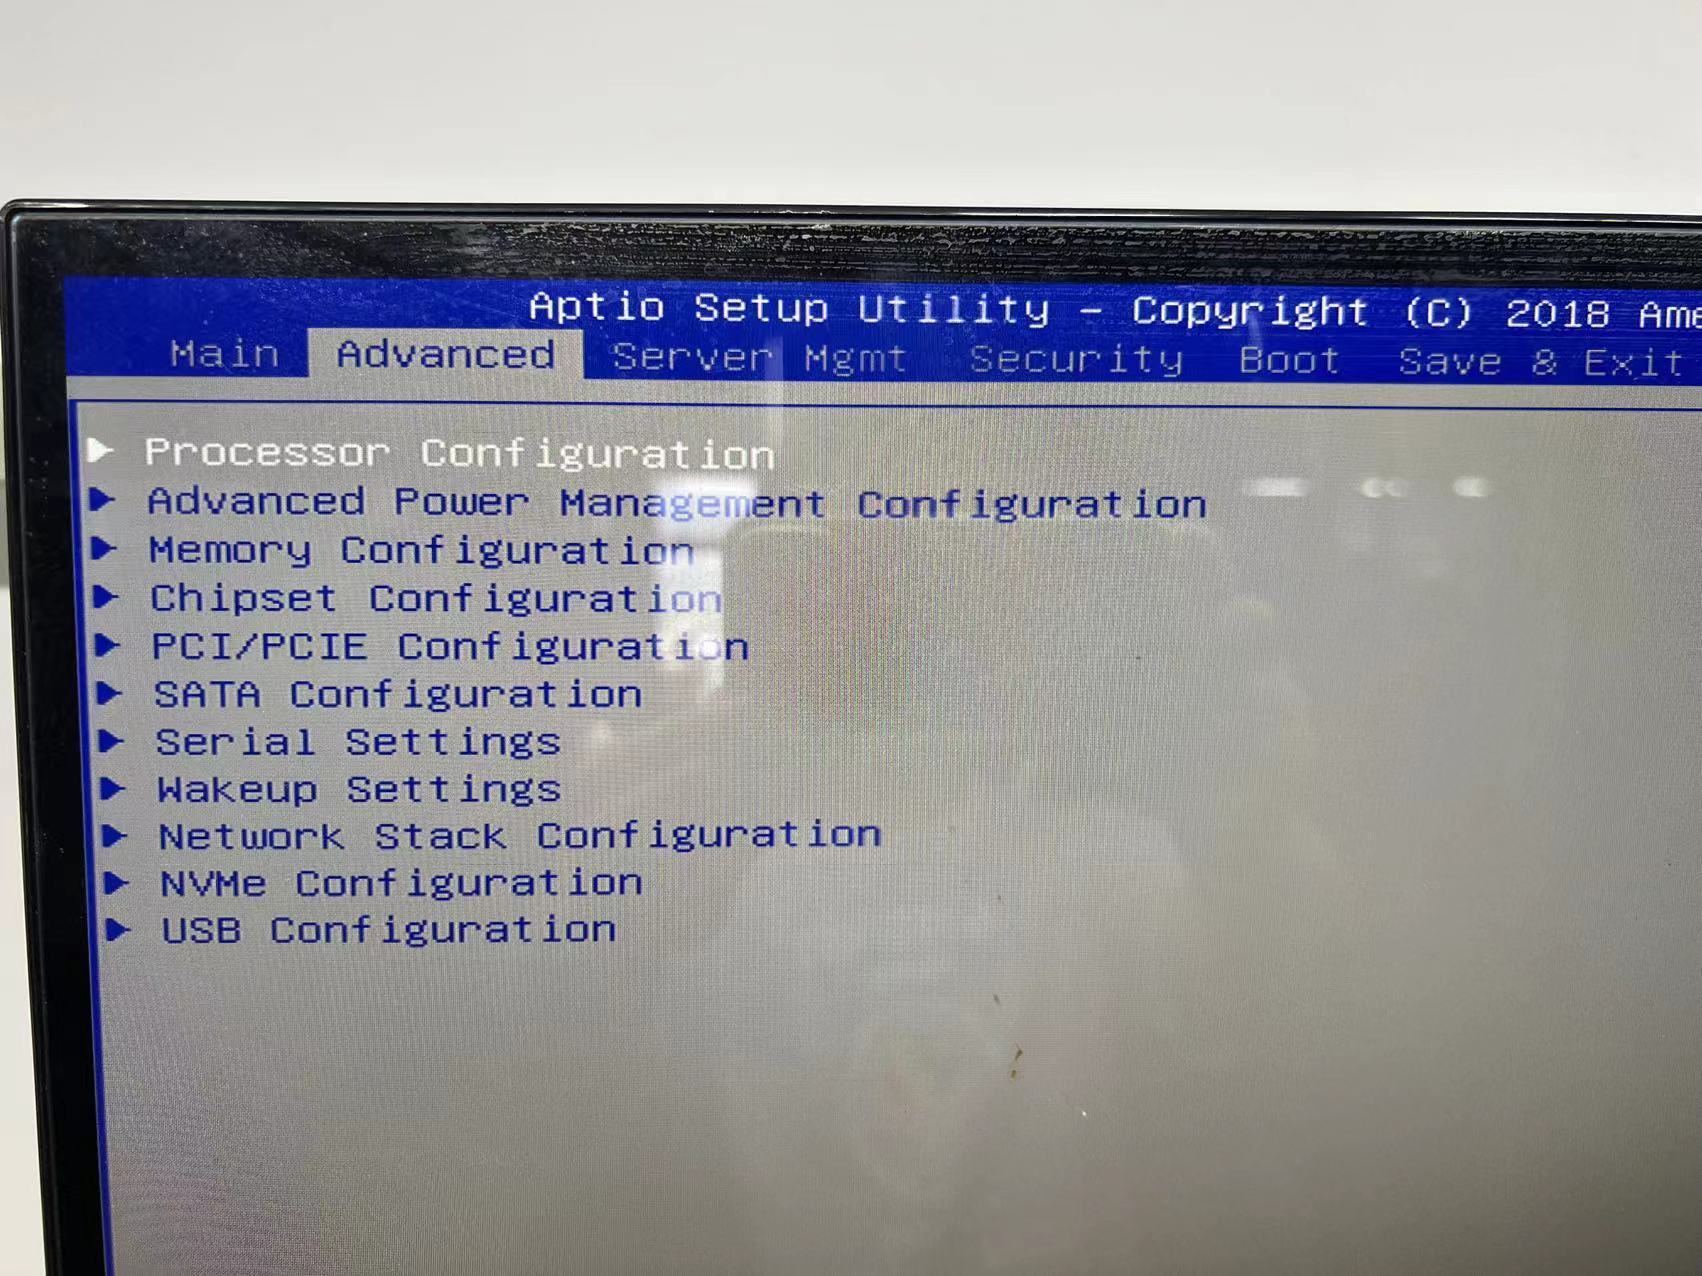 Aptio Setup Utility – Copyright (C) 2018 Ame
Main Advanced Server Mgmt Security Boot Save & Exit
Processor Configuration
Advanced Power Management Configuration
Memory Configuration
Chipset Configuration
PCI/PCIE Configuration
SATA Configuration
Serial Settings
Wakeup Settings
Network Stack Configuration
NVMe Configuration
USB Configuration